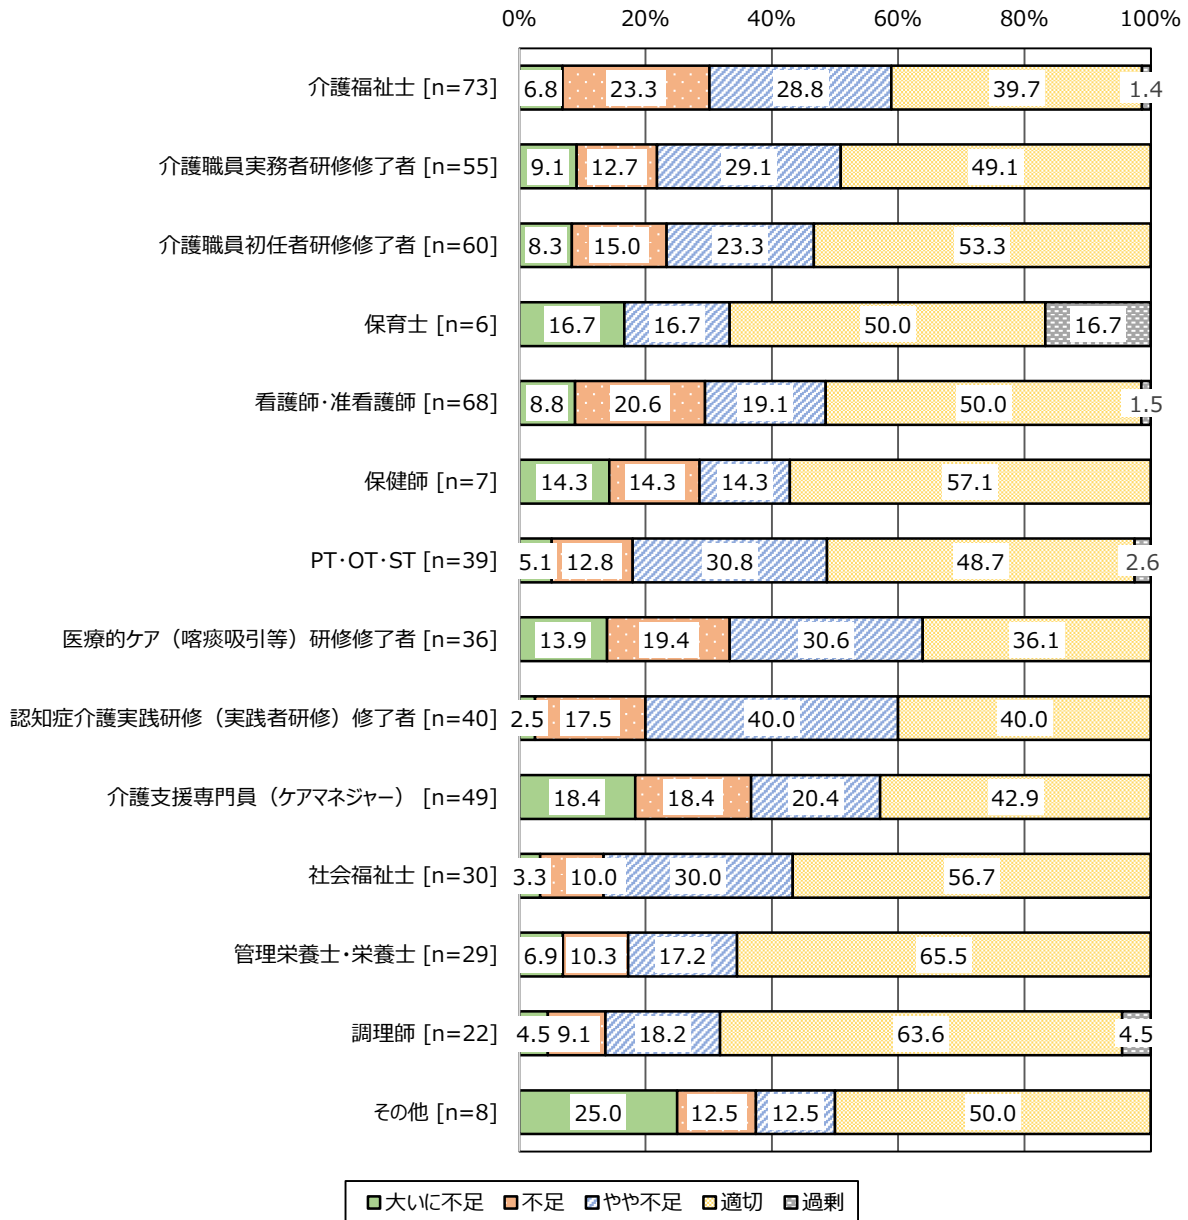 0% 20% 40% 60% 80% 100%
介護福祉士 [n=73] 6.8 23.3 28.8 39.7 1.4
介護職員実務者研修修了者 [n=55] 9.1 12.7 29.1 49.1
介護職員初任者研修修了者 [n=60] 8.3 15.0 23.3 53.3
保育士 [n=6] 16.7 16.7 50.0 16.7
看護師・准看護師 [n=68] 8.8 20.6 19.1 50.0 1.5
保健師 [n=7] 14.3 14.3 14.3 57.1
PT・OT・ST [n=39] 5.1 12.8 30.8 48.7 2.6
医療的ケア（喀痰吸引等）研修修了者 [n=36] 13.9 19.4 30.6 36.1
認知症介護実践研修（実践者研修）修了者 [n=40] 2.5 17.5 40.0 40.0
介護支援専門員（ケアマネジャー） [n=49] 18.4 18.4 20.4 42.9
社会福祉士 [n=30] 3.3 10.0 30.0 56.7
管理栄養士・栄養士 [n=29] 6.9 10.3 17.2 65.5
調理師 [n=22] 4.5 9.1 18.2 63.6 4.5
その他 [n=8] 25.0 12.5 12.5 50.0
大いに不足 不足 やや不足 適切 過剰